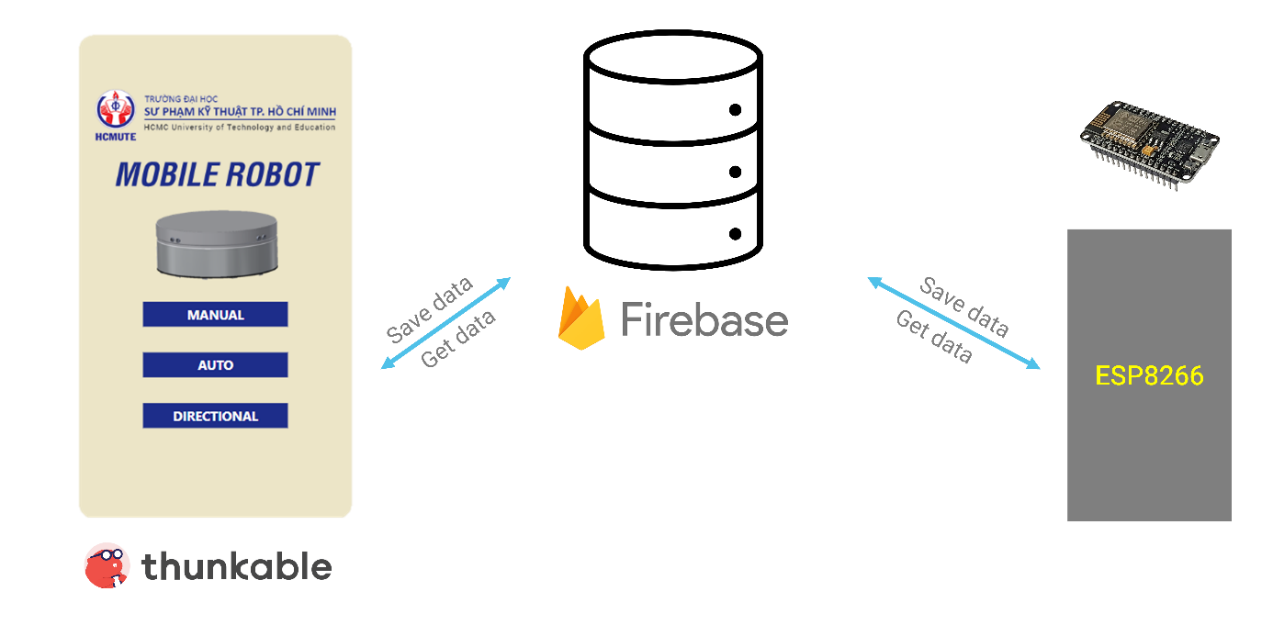 TRƯỜNG ĐẠI HỌC
SƯ PHẠM KỸ THUẬT TP. HỒ CHÍ MINH
HCMC University of Technology and Education
HCMUTE
MOBILE ROBOT
MANUAL
AUTO
DIRECTIONAL
thunkable
Save data
Get data
Firebase
Save data
Get data
ESP8266